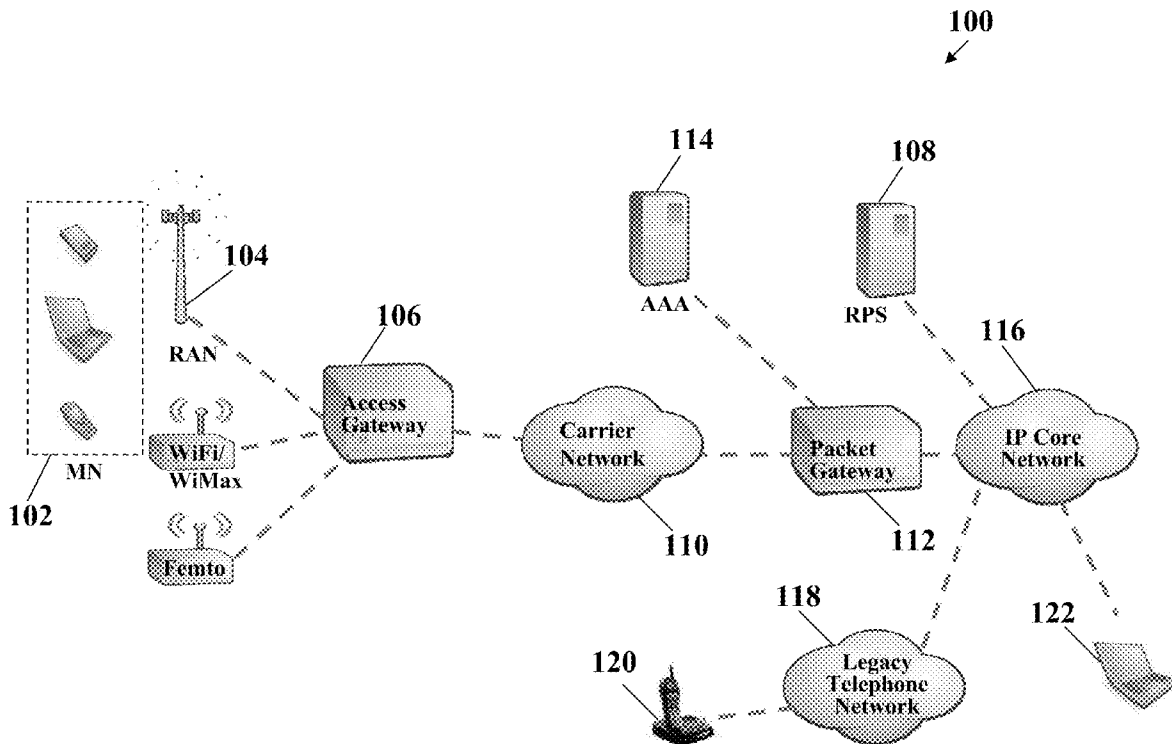 100
114
108
104
AAA
RPS
106
116
RAN
Access
Gateway
Carrier
Network
IP Core
Network
Packet
Gateway
WiFi/
WiMax
MN
102
110
112
Femto
118
122
120
Legacy
Telephone
Network